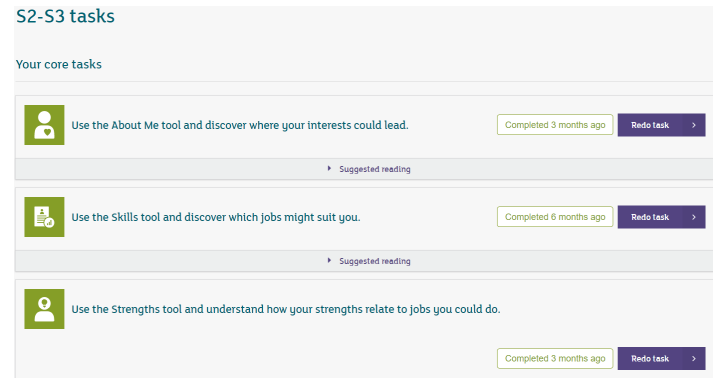 S2-S3 tasks
Your core tasks
Use the About Me tool and discover where your interests could lead.
Completed 3 months ago
Redo task
Suggested reading
Use the Skills tool and discover which jobs might suit you.
Completed 6 months ago
Redo task
Suggested reading
Use the Strengths tool and understand how your strengths relate to jobs you could do.
Completed 3 months ago
Redo task